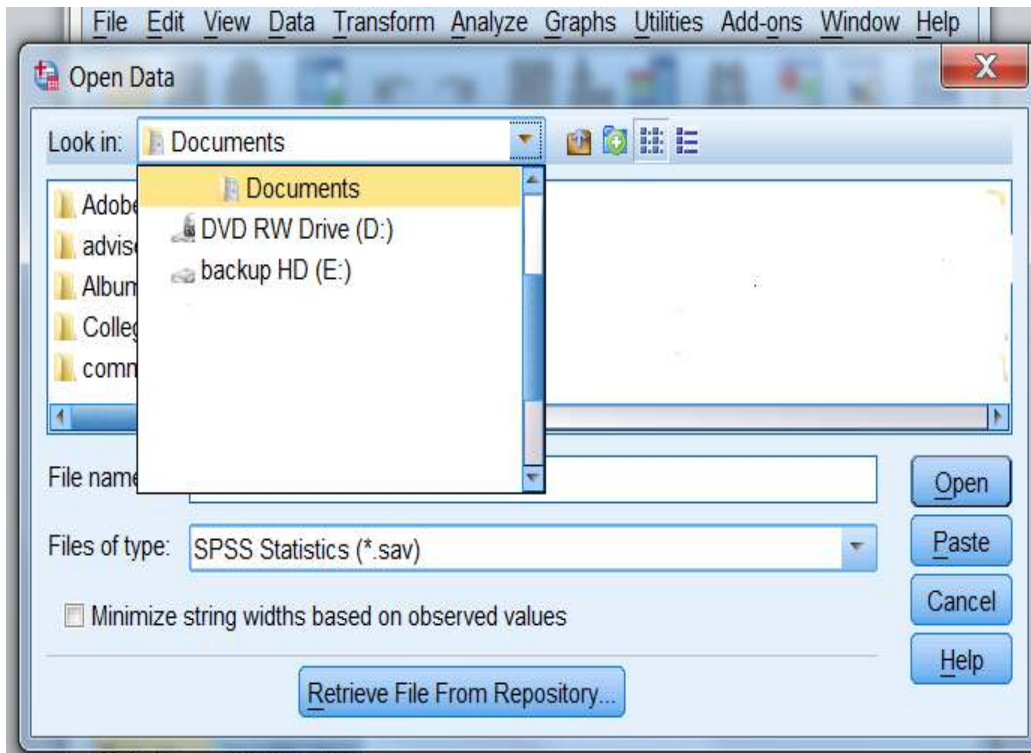 File Edit View Data Transform Analyze Graphs Utilities Add-ons Window Help
Open Data
X
Look in: Documents
Documents
DVD RW Drive (D:)
backup HD (E:)
Adobe
advise
Album
Colleg
comm
File name
Open
Files of type: SPSS Statistics (*.sav)
Paste
Minimize string widths based on observed values
Cancel
Help
Retrieve File From Repository...